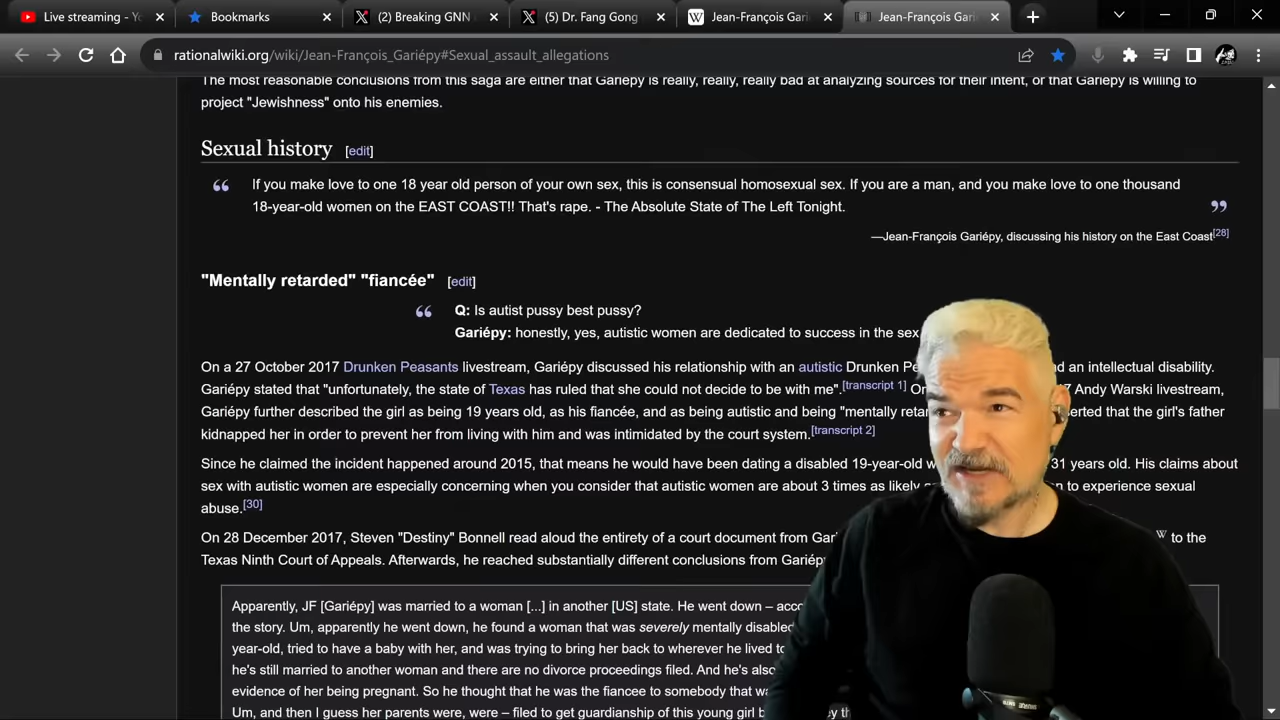 Live streaming - Yo
Bookmarks
(2) Breaking GNN
(5) Dr. Fang Gong
Jean-François Gari
Jean-François Gari
rationalwiki.org/wiki/Jean-François_Gariépy#Sexual_assault_allegations
The most reasonable conclusions from this saga are either that Gariépy is really, really, really bad at analyzing sources for their intent, or that Gariépy is willing to
project "Jewishness" onto his enemies.
Sexual history [edit]
If you make love to one 18 year old person of your own sex, this is consensual homosexual sex. If you are a man, and you make love to one thousand
18-year-old women on the EAST COAST!! That's rape. - The Absolute State of The Left Tonight.
—Jean-François Gariépy, discussing his history on the East Coast[28]
"Mentally retarded" "fiancée" [edit]
Q: Is autist pussy best pussy?
Gariépy: honestly, yes, autistic women are dedicated to success in the sex
On a 27 October 2017 Drunken Peasants livestream, Gariépy discussed his relationship with an autistic Drunken Pe nd an intellectual disability.
Gariépy stated that "unfortunately, the state of Texas has ruled that she could not decide to be with me".[transcript 1] On 7 Andy Warski livestream,
Gariépy further described the girl as being 19 years old, as his fiancée, and as being autistic and being "mentally retar erted that the girl's father
kidnapped her in order to prevent her from living with him and was intimidated by the court system.[transcript 2]
Since he claimed the incident happened around 2015, that means he would have been dating a disabled 19-year-old w 31 years old. His claims about
sex with autistic women are especially concerning when you consider that autistic women are about 3 times as likely n to experience sexual
abuse.[30]
On 28 December 2017, Steven "Destiny" Bonnell read aloud the entirety of a court document from Gar W to the
Texas Ninth Court of Appeals. Afterwards, he reached substantially different conclusions from Gariépy
Apparently, JF [Gariépy] was married to a woman [...] in another [US] state. He went down – acco
the story. Um, apparently he went down, he found a woman that was severely mentally disabled
year-old, tried to have a baby with her, and was trying to bring her back to wherever he lived to
he's still married to another woman and there are no divorce proceedings filed. And he's also
evidence of her being pregnant. So he thought that he was the fiancee to somebody that wa
Um, and then I guess her parents were, were – filed to get guardianship of this young girl b